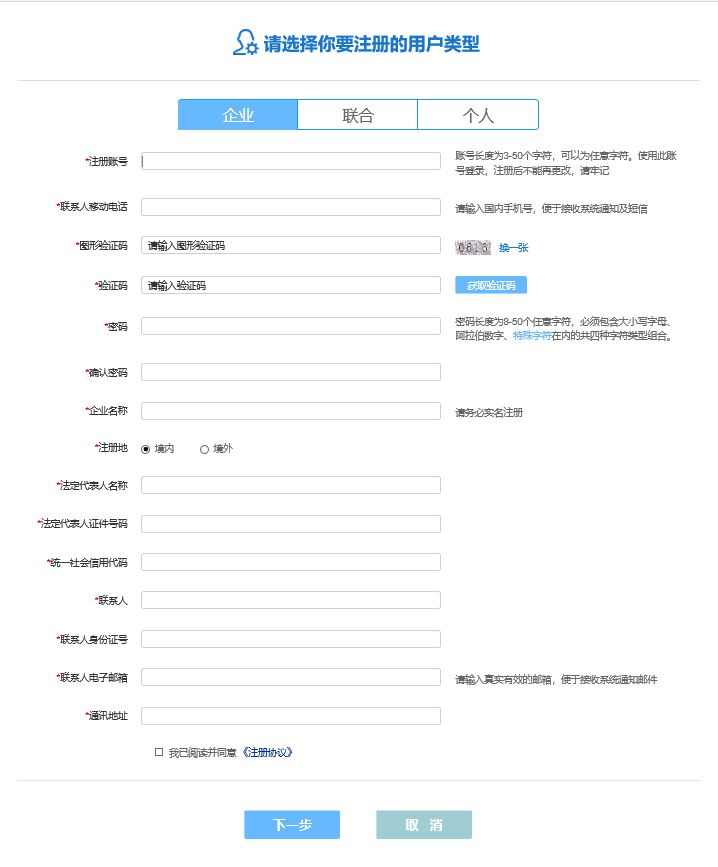 请选择你要注册的用户类型
企业 联合 个人
*注册账号 账号长度为3-50个字符，可以为任意字符。使用此账
号登录，注册后不能再更改，请牢记
*联系人移动电话 请输入国内手机号，便于接收系统通知及短信
*图形验证码 请输入图形验证码 换一张
*验证码 请输入验证码 获取验证码
*密码 密码长度为8-50个任意字符，必须包含大小写字母、
阿拉伯数字、特殊字符在内的共四种字符类型组合。
*确认密码
*企业名称 请务必实名注册
*注册地 境内 境外
*法定代表人名称
*法定代表人证件号码
*统一社会信用代码
*联系人
*联系人身份证号
*联系人电子邮箱 请输入真实有效的邮箱，便于接收系统通知邮件
*通讯地址
我已阅读并同意《注册协议》
下一步 取 消